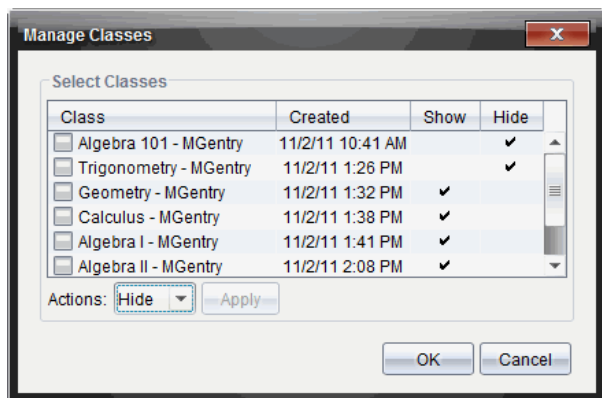 Manage Classes
Select Classes
Class Created Show Hide
Algebra 101 - MGentry 11/2/11 10:41 AM ✔
Trigonometry - MGentry 11/2/11 1:26 PM ✔
Geometry - MGentry 11/2/11 1:32 PM ✔
Calculus - MGentry 11/2/11 1:38 PM ✔
Algebra I - MGentry 11/2/11 1:41 PM ✔
Algebra II - MGentry 11/2/11 2:08 PM ✔
Actions: Hide Apply
OK Cancel